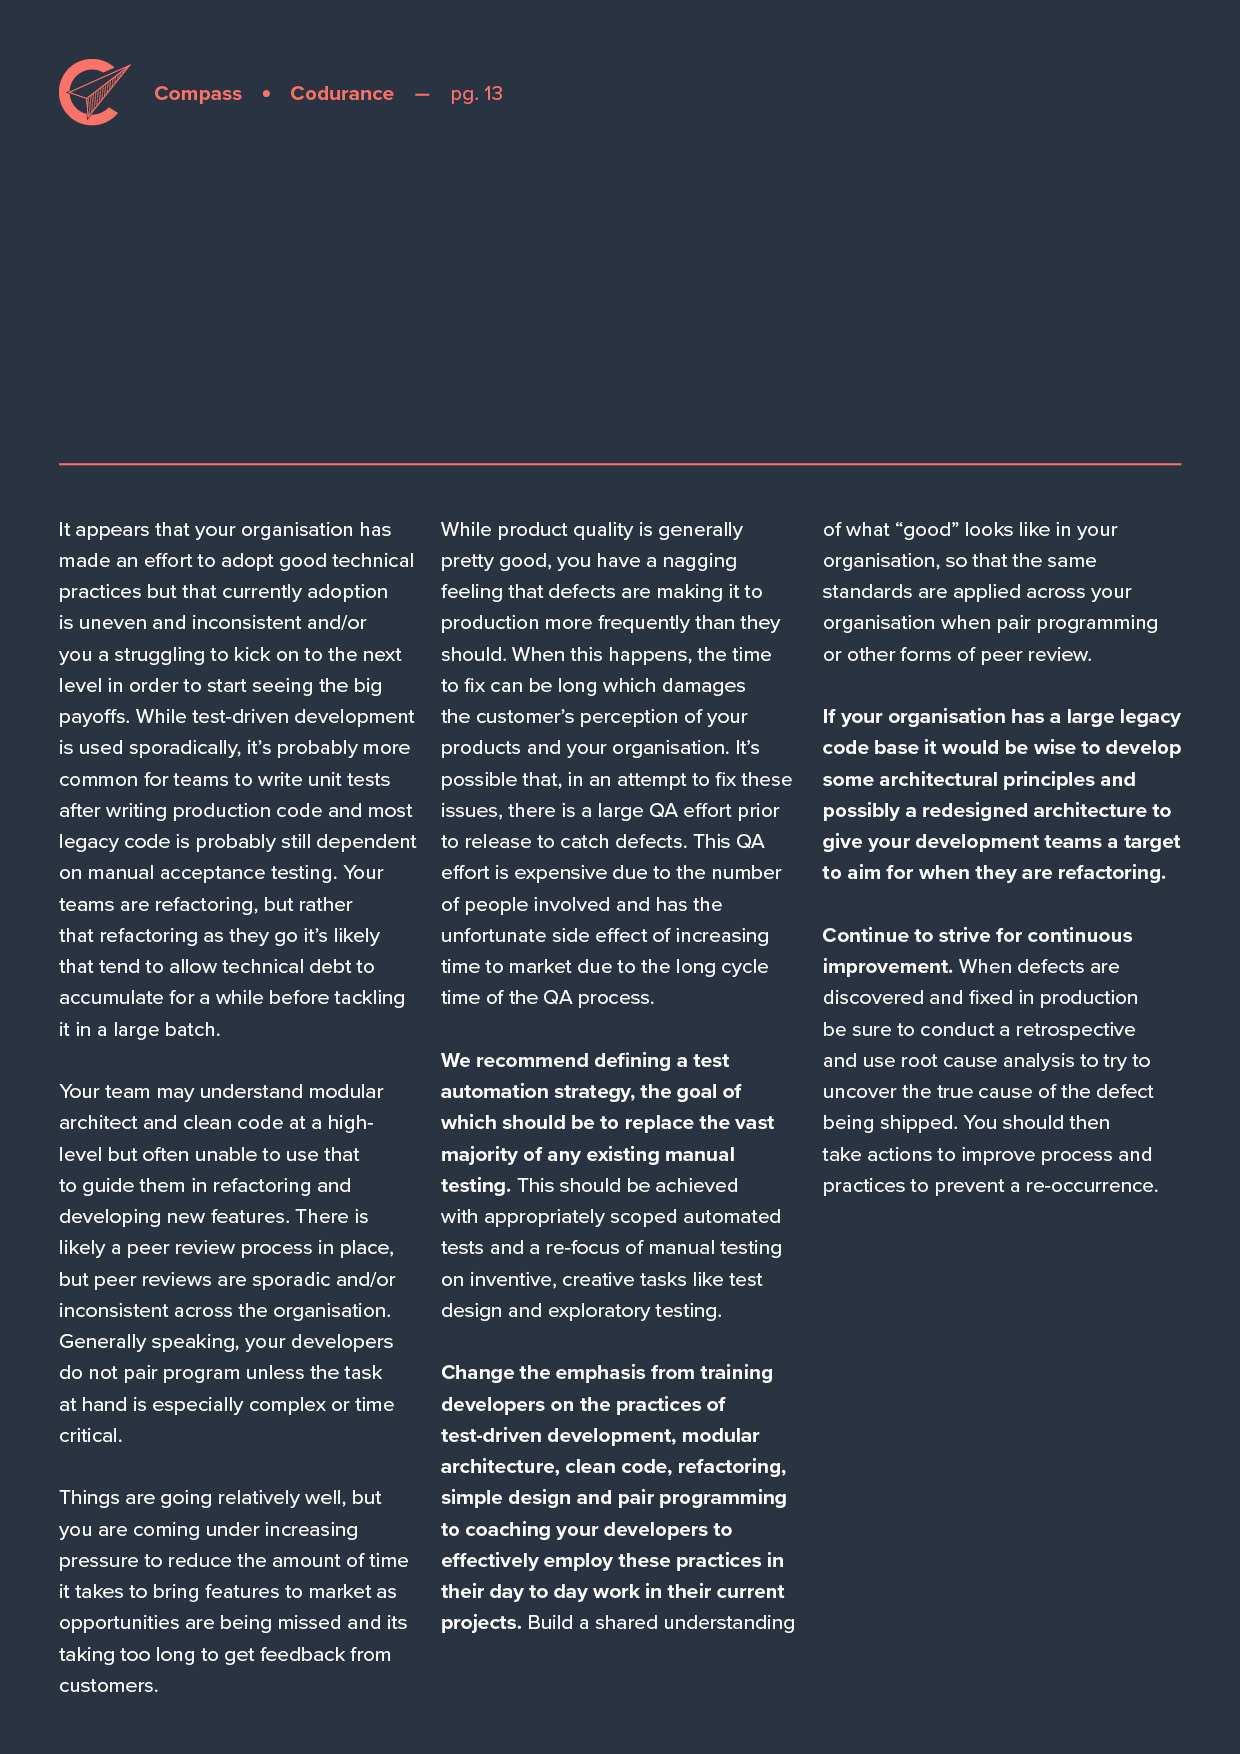 Compass • Codurance — pg. 13
It appears that your organisation has
made an effort to adopt good technical
practices but that currently adoption
is uneven and inconsistent and/or
you a struggling to kick on to the next
level in order to start seeing the big
payoffs. While test-driven development
is used sporadically, it’s probably more
common for teams to write unit tests
after writing production code and most
legacy code is probably still dependent
on manual acceptance testing. Your
teams are refactoring, but rather
that refactoring as they go it’s likely
that tend to allow technical debt to
accumulate for a while before tackling
it in a large batch.
Your team may understand modular
architect and clean code at a high-
level but often unable to use that
to guide them in refactoring and
developing new features. There is
likely a peer review process in place,
but peer reviews are sporadic and/or
inconsistent across the organisation.
Generally speaking, your developers
do not pair program unless the task
at hand is especially complex or time
critical.
Things are going relatively well, but
you are coming under increasing
pressure to reduce the amount of time
it takes to bring features to market as
opportunities are being missed and its
taking too long to get feedback from
customers.
While product quality is generally
pretty good, you have a nagging
feeling that defects are making it to
production more frequently than they
should. When this happens, the time
to fix can be long which damages
the customer’s perception of your
products and your organisation. It’s
possible that, in an attempt to fix these
issues, there is a large QA effort prior
to release to catch defects. This QA
effort is expensive due to the number
of people involved and has the
unfortunate side effect of increasing
time to market due to the long cycle
time of the QA process.
We recommend defining a test
automation strategy, the goal of
which should be to replace the vast
majority of any existing manual
testing. This should be achieved
with appropriately scoped automated
tests and a re-focus of manual testing
on inventive, creative tasks like test
design and exploratory testing.
Change the emphasis from training
developers on the practices of
test-driven development, modular
architecture, clean code, refactoring,
simple design and pair programming
to coaching your developers to
effectively employ these practices in
their day to day work in their current
projects. Build a shared understanding
of what “good” looks like in your
organisation, so that the same
standards are applied across your
organisation when pair programming
or other forms of peer review.
If your organisation has a large legacy
code base it would be wise to develop
some architectural principles and
possibly a redesigned architecture to
give your development teams a target
to aim for when they are refactoring.
Continue to strive for continuous
improvement. When defects are
discovered and fixed in production
be sure to conduct a retrospective
and use root cause analysis to try to
uncover the true cause of the defect
being shipped. You should then
take actions to improve process and
practices to prevent a re-occurrence.